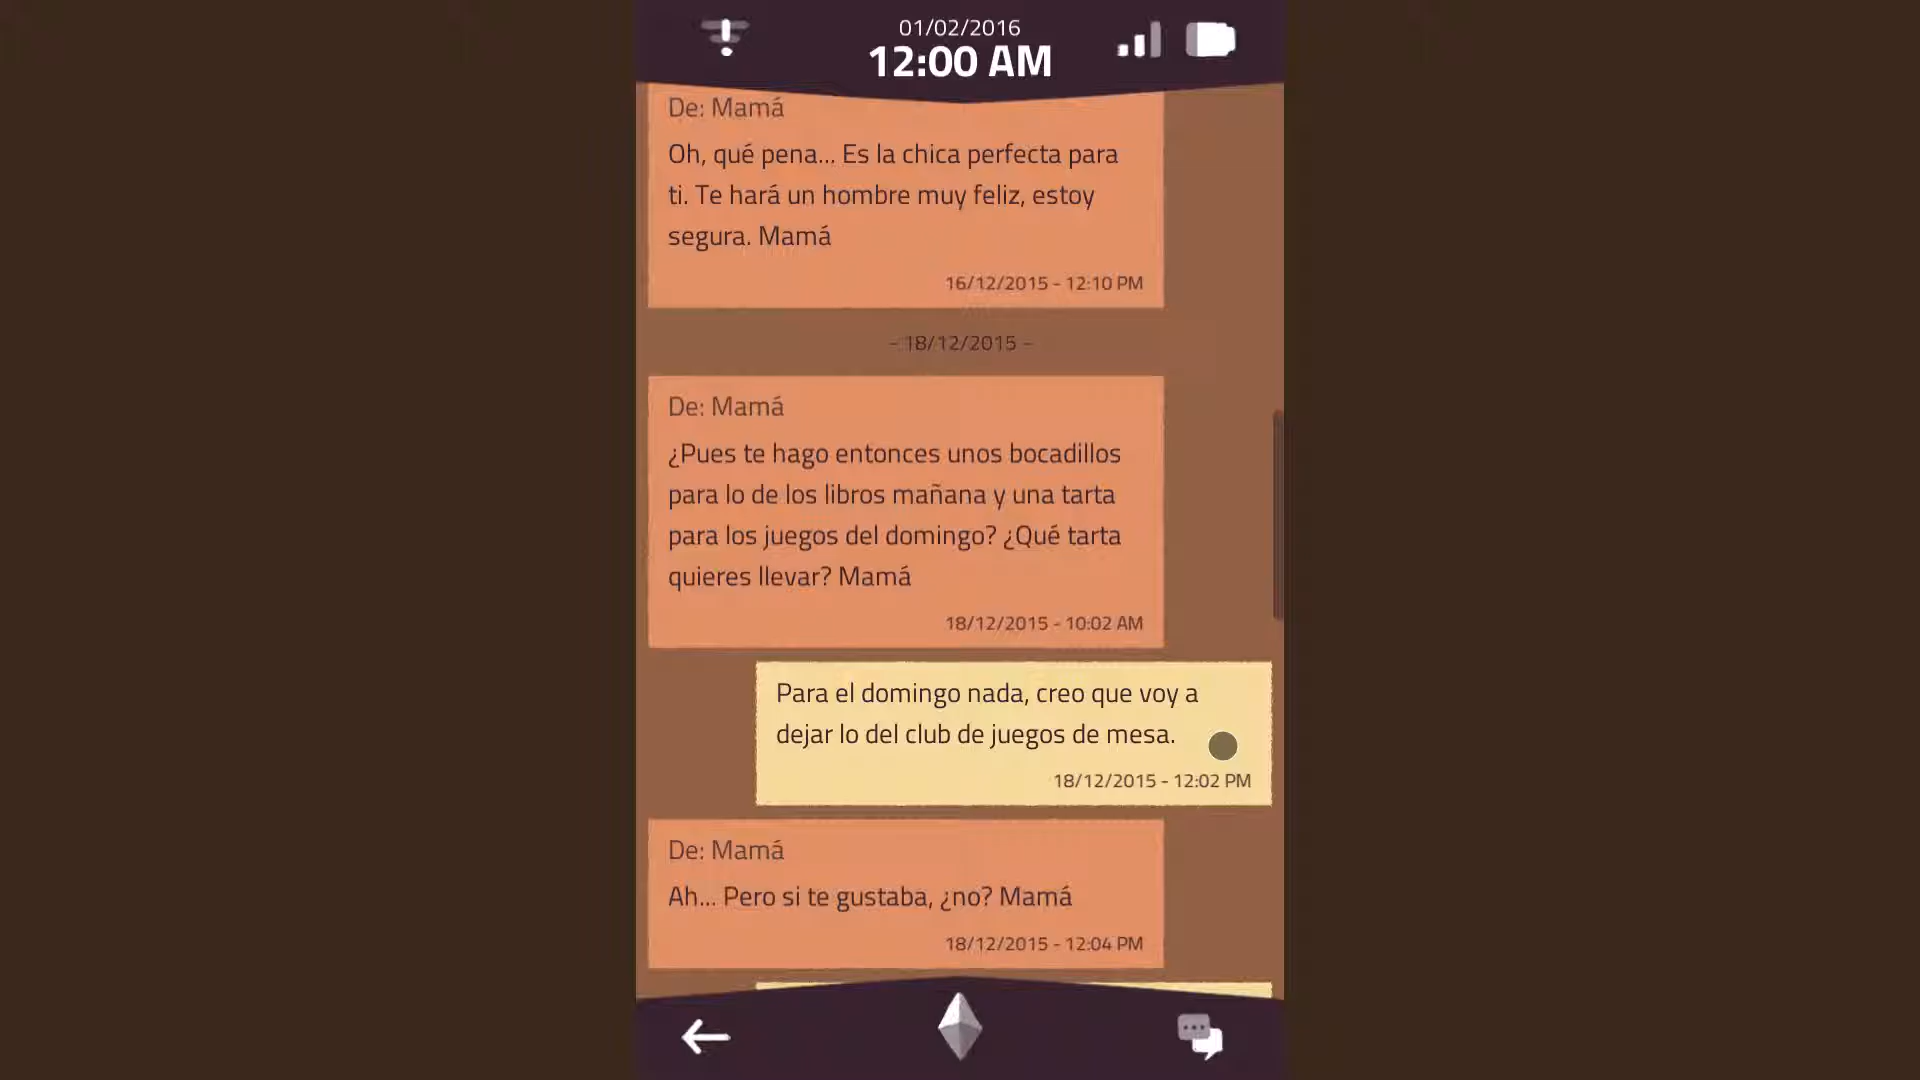 01/02/2016
12:00 AM
De: Mamá
Oh, qué pena... Es la chica perfecta para
ti. Te hará un hombre muy feliz, estoy
segura. Mamá
16/12/2015 - 12:10 PM
- 18/12/2015 -
De: Mamá
¿Pues te hago entonces unos bocadillos
para lo de los libros mañana y una tarta
para los juegos del domingo? ¿Qué tarta
quieres llevar? Mamá
18/12/2015 - 10:02 AM
Para el domingo nada, creo que voy a
dejar lo del club de juegos de mesa.
18/12/2015 - 12:02 PM
De: Mamá
Ah... Pero si te gustaba, ¿no? Mamá
18/12/2015 - 12:04 PM